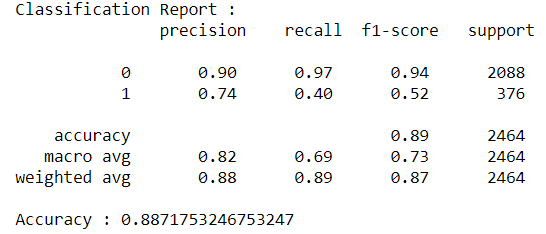 Classification Report :
precision recall f1-score support
0 0.90 0.97 0.94 2088
1 0.74 0.40 0.52 376
accuracy 0.89 2464
macro avg 0.82 0.69 0.73 2464
weighted avg 0.88 0.89 0.87 2464
Accuracy : 0.8871753246753247